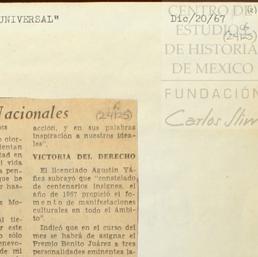 UNIVERSAL"
Dic/20/67
(2)
(24125)
CENTRO DE
ESTUDIOS
DE HISTORIA
DE MEXICO
FUNDACIÓN
Carlos Slim
Nacionales
(24125)
acción, y en sus palabras
inspiración a nuestros idea-
les".
VICTORIA DEL DERECHO
El licenciado Agustín Yá-
ñez subrayó que "constelado
de centenarios insignes, el
año de 1967 propició el fo-
mento de manifestaciones
culturales en todo el ámbi-
to".
Indicó que en el curso del
mes se habrá de asignar el
Premio Benito Juárez a tres
personalidades eminentes la-